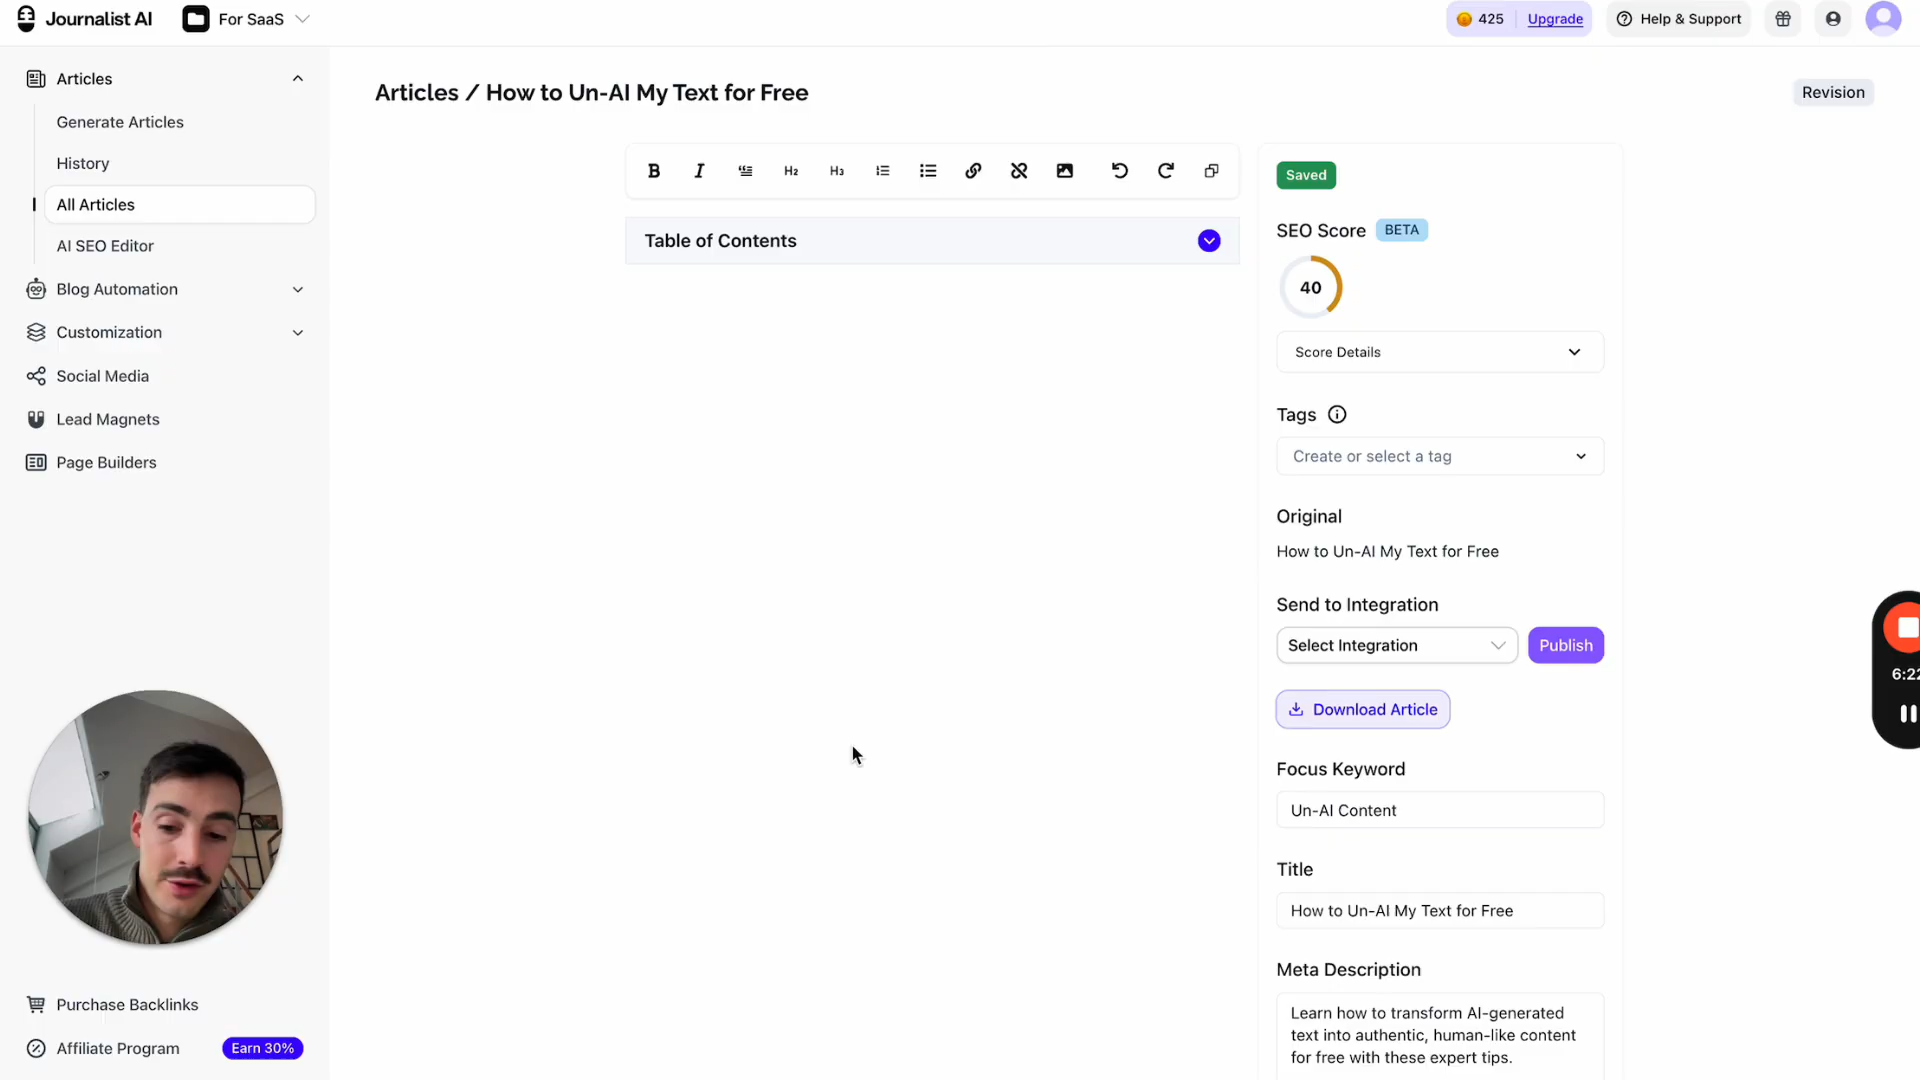 Journalist AI
For SaaS
425
Upgrade
Help & Support
Articles
Generate Articles
History
All Articles
AI SEO Editor
Blog Automation
Customization
Social Media
Lead Magnets
Page Builders
Purchase Backlinks
Affiliate Program
Earn 30%
Articles / How to Un-AI My Text for Free
Revision
B I H2 H3
Table of Contents
Saved
SEO Score BETA
40
Score Details
Tags
Create or select a tag
Original
How to Un-AI My Text for Free
Send to Integration
Select Integration
Publish
Download Article
Focus Keyword
Un-AI Content
Title
How to Un-AI My Text for Free
Meta Description
Learn how to transform AI-generated
text into authentic, human-like content
for free with these expert tips.
6:22